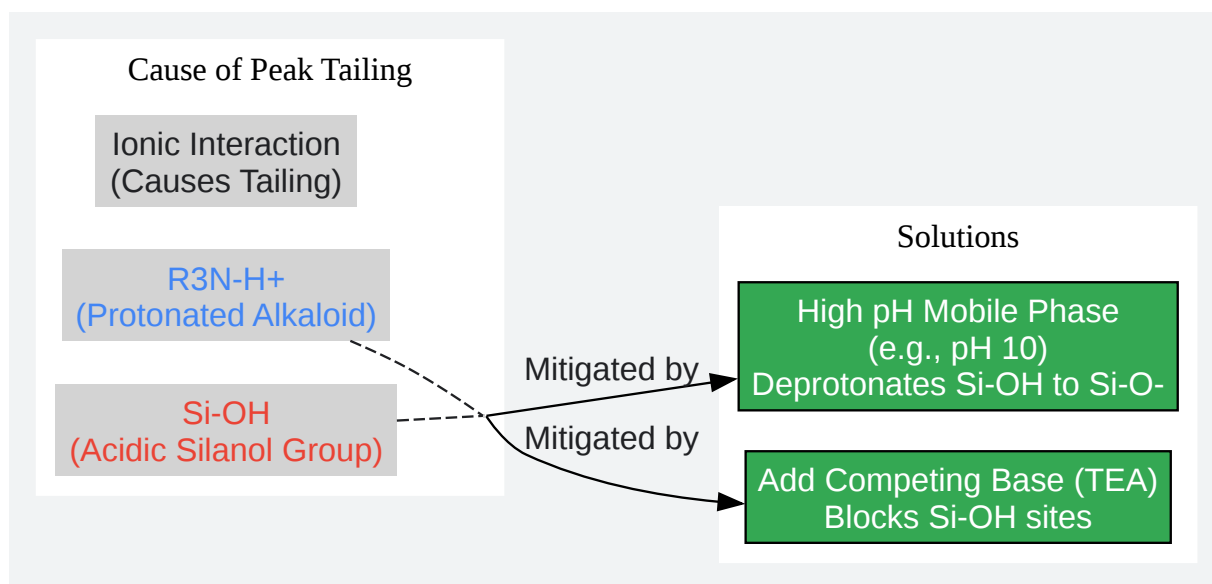 Cause of Peak Tailing
Ionic Interaction
(Causes Tailing)
R3N-H+
(Protonated Alkaloid)
Si-OH
(Acidic Silanol Group)
Mitigated by
Mitigated by
Solutions
High pH Mobile Phase
(e.g., pH 10)
Deprotonates Si-OH to Si-O-
Add Competing Base (TEA)
Blocks Si-OH sites